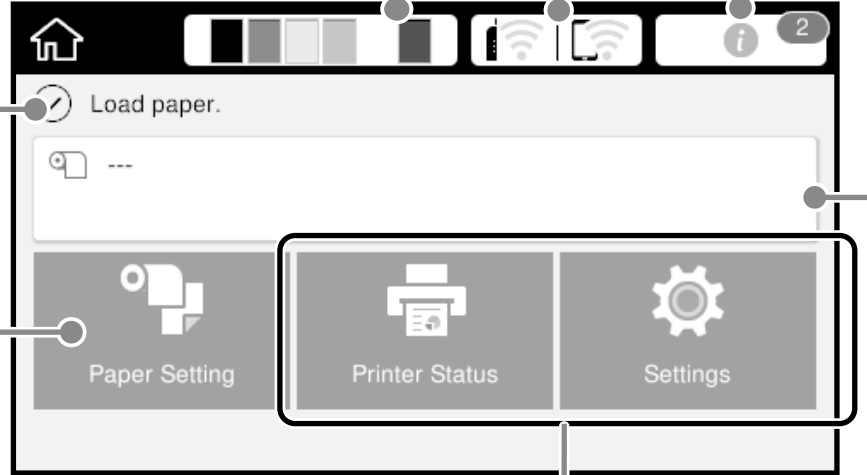 i
2
Load paper.
---
Paper Setting
Printer Status
Settings